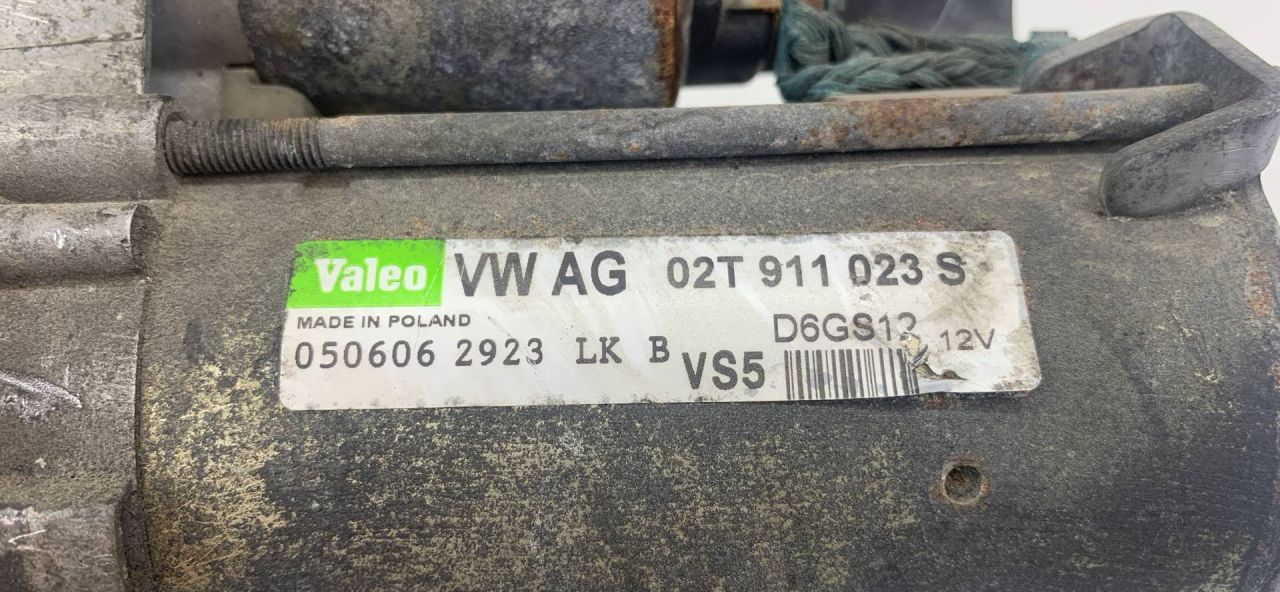 Valeo VW AG 02T 911 023 S
MADE IN POLAND
D6GS12 12V
050606 2923 LK B VS5